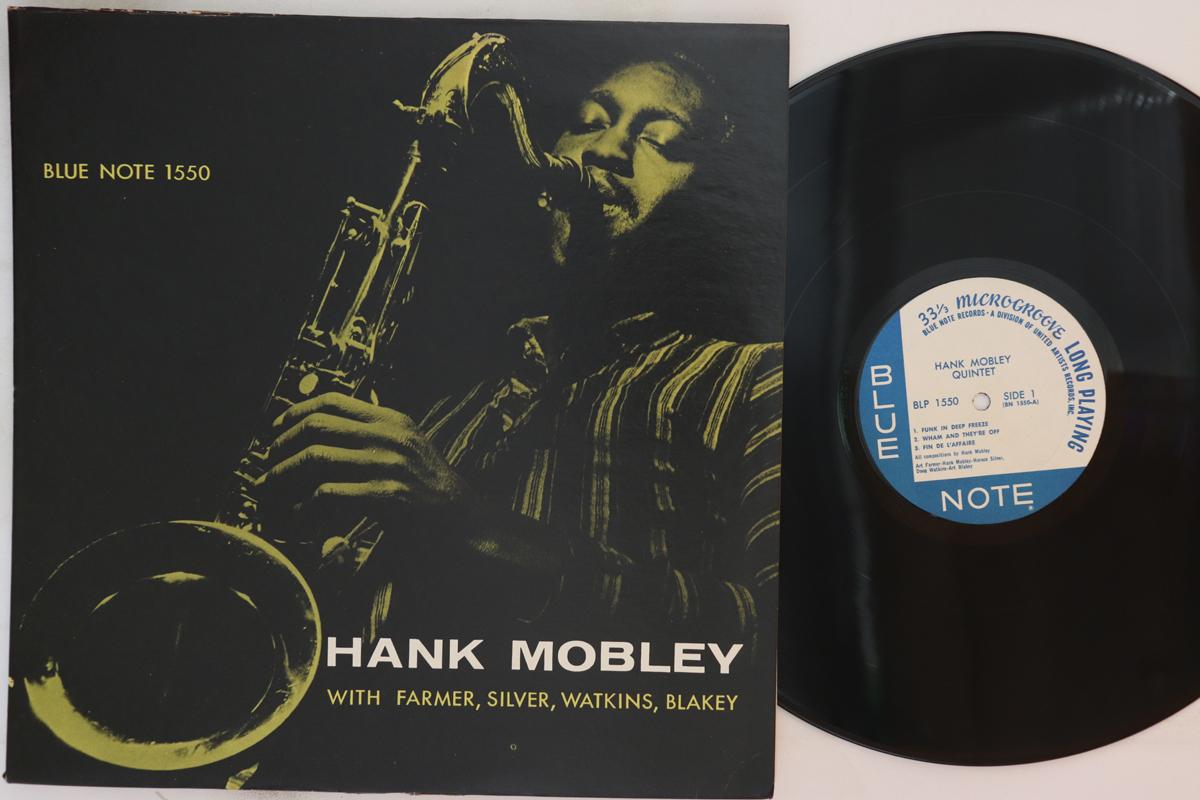 BLUE NOTE 1550
HANK MOBLEY
WITH FARMER, SILVER, WATKINS, BLAKEY
33⅓ MICROGROOVE LONG PLAYING
BLUE NOTE RECORDS · A DIVISION OF UNITED ARTISTS RECORDS, INC.
HANK MOBLEY
QUINTET
BLP 1550
SIDE 1
(BN 1550-A)
1. FUNK IN DEEP FREEZE
2. WHAM AND THEY'RE OFF
3. FIN DE L'AFFAIRE
All compositions by Hank Mobley
Art Farmer-Hank Mobley-Horace Silver,
Doug Watkins-Art Blakey
BLUE
NOTE®